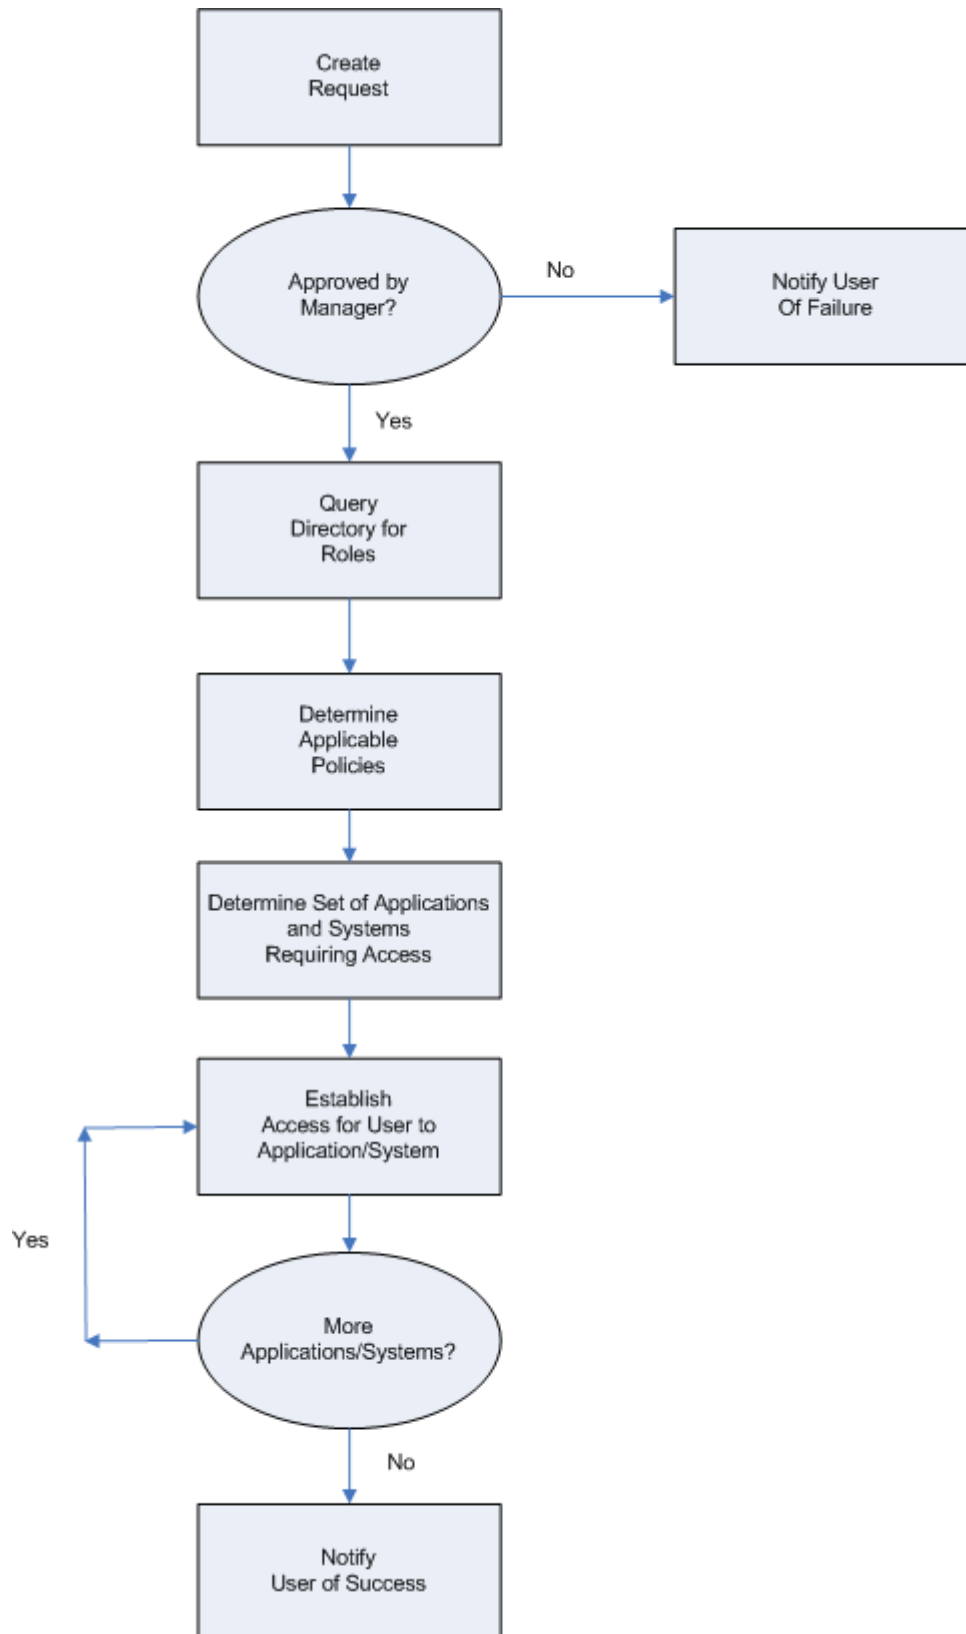 Create
Request
Approved by
Manager?
No
Notify User
Of Failure
Yes
Query
Directory for
Roles
Determine
Applicable
Policies
Determine Set of Applications
and Systems
Requiring Access
Establish
Access for User to
Application/System
Yes
More
Applications/Systems?
No
Notify
User of Success